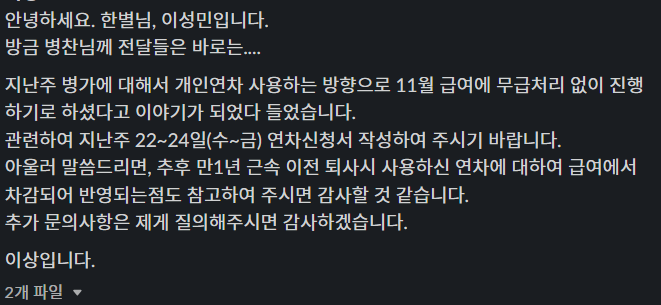 안녕하세요. 한별님, 이성민입니다.
방금 병찬님께 전달들은 바로는....
지난주 병가에 대해서 개인연차 사용하는 방향으로 11월 급여에 무급처리 없이 진행
하기로 하셨다고 이야기가 되었다 들었습니다.
관련하여 지난주 22~24일(수~금) 연차신청서 작성하여 주시기 바랍니다.
아울러 말씀드리면, 추후 만1년 근속 이전 퇴사시 사용하신 연차에 대하여 급여에서
차감되어 반영되는점도 참고하여 주시면 감사할 것 같습니다.
추가 문의사항은 제게 질의해주시면 감사하겠습니다.
이상입니다.
2개 파일